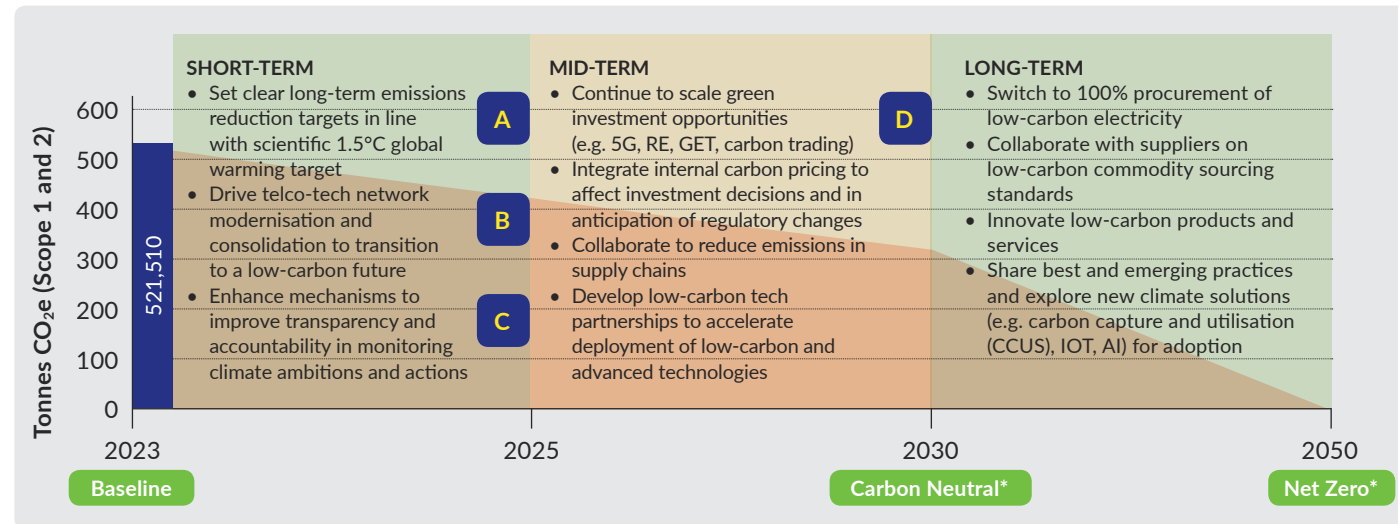 SHORT-TERM
• Set clear long-term emissions
reduction targets in line
with scientific 1.5°C global
warming target
• Drive telco-tech network
modernisation and
consolidation to transition
to a low-carbon future
• Enhance mechanisms to
improve transparency and
accountability in monitoring
climate ambitions and actions
A
B
C
MID-TERM
• Continue to scale green
investment opportunities
(e.g. 5G, RE, GET, carbon trading)
• Integrate internal carbon pricing to
affect investment decisions and in
anticipation of regulatory changes
• Collaborate to reduce emissions in
supply chains
• Develop low-carbon tech
partnerships to accelerate
deployment of low-carbon and
advanced technologies
D
LONG-TERM
• Switch to 100% procurement of
low-carbon electricity
• Collaborate with suppliers on
low-carbon commodity sourcing
standards
• Innovate low-carbon products and
services
• Share best and emerging practices
and explore new climate solutions
(e.g. carbon capture and utilisation
(CCUS), IOT, AI) for adoption
Tonnes CO₂e (Scope 1 and 2)
600
500
400
300
200
100
0
521,510
2023
2025
2030
2050
Baseline
Carbon Neutral*
Net Zero*